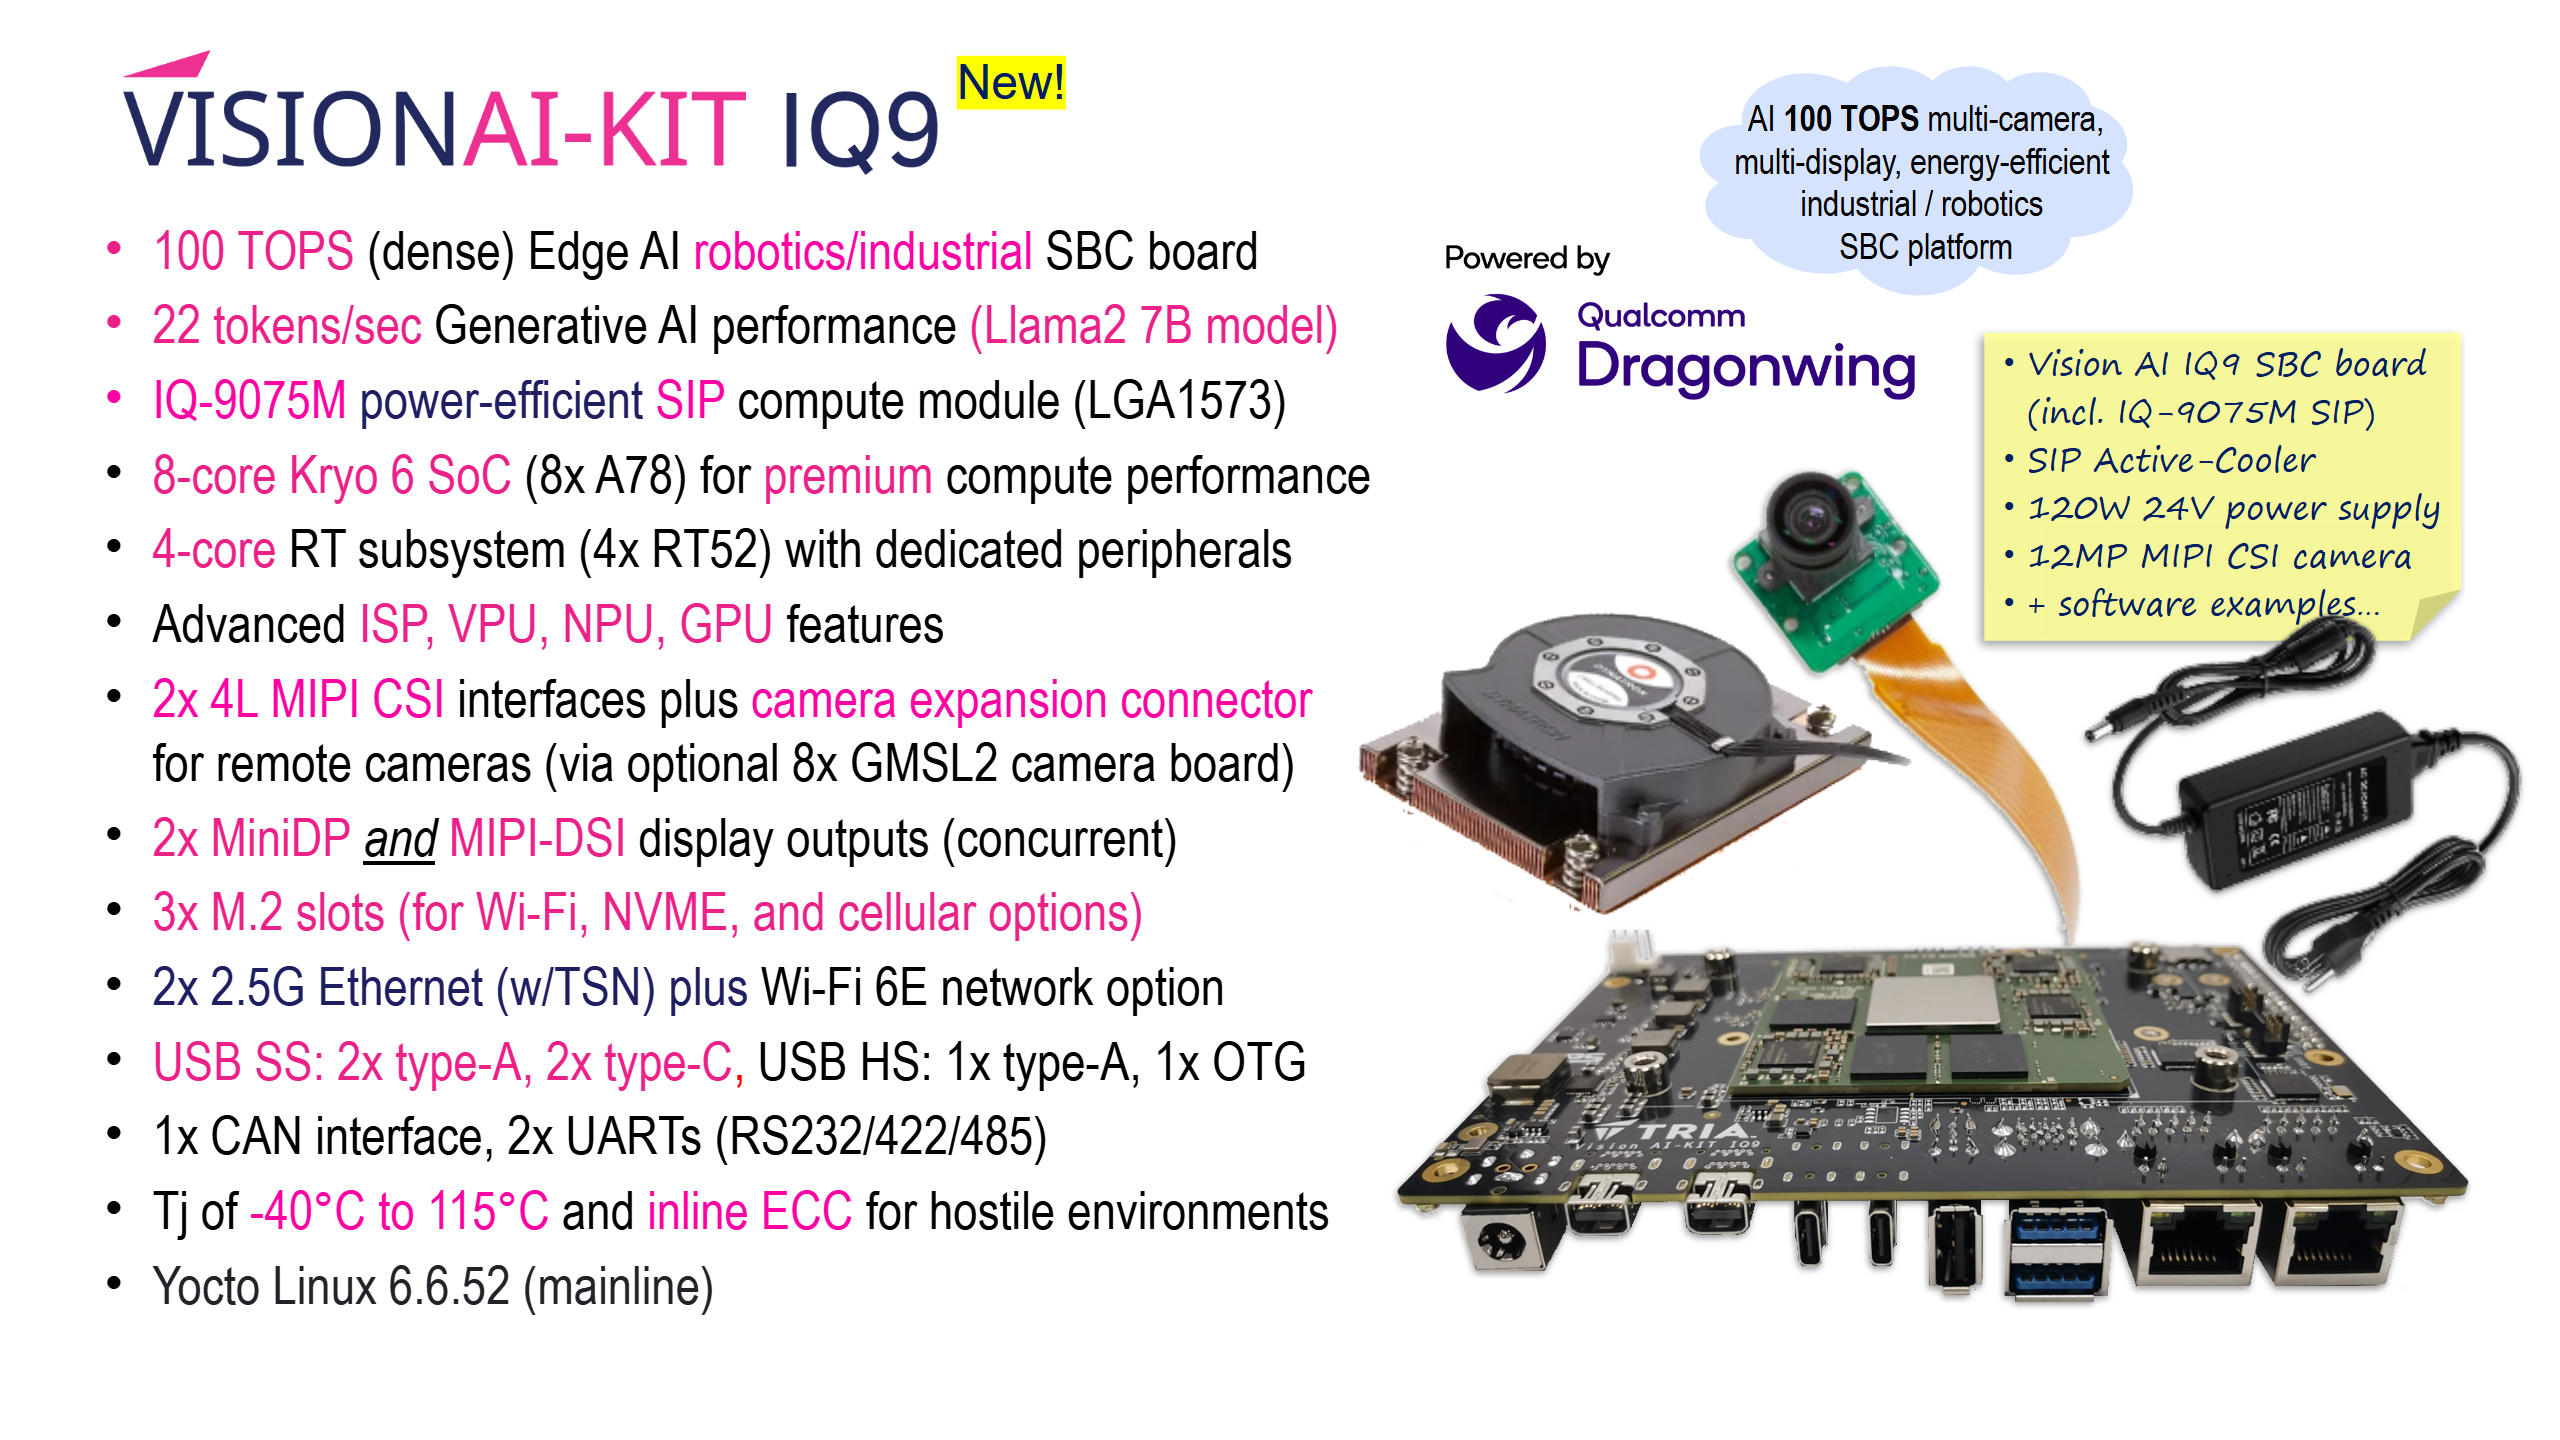 VISIONAI-KIT IQ9 New!
• 100 TOPS (dense) Edge AI robotics/industrial SBC board
• 22 tokens/sec Generative AI performance (Llama2 7B model)
• IQ-9075M power-efficient SIP compute module (LGA1573)
• 8-core Kryo 6 SoC (8x A78) for premium compute performance
• 4-core RT subsystem (4x RT52) with dedicated peripherals
• Advanced ISP, VPU, NPU, GPU features
• 2x 4L MIPI CSI interfaces plus camera expansion connector
for remote cameras (via optional 8x GMSL2 camera board)
• 2x MiniDP and MIPI-DSI display outputs (concurrent)
• 3x M.2 slots (for Wi-Fi, NVME, and cellular options)
• 2x 2.5G Ethernet (w/TSN) plus Wi-Fi 6E network option
• USB SS: 2x type-A, 2x type-C, USB HS: 1x type-A, 1x OTG
• 1x CAN interface, 2x UARTs (RS232/422/485)
• Tj of -40°C to 115°C and inline ECC for hostile environments
• Yocto Linux 6.6.52 (mainline)
AI 100 TOPS multi-camera,
multi-display, energy-efficient
industrial / robotics
SBC platform
Powered by
Qualcomm
Dragonwing
• Vision AI IQ9 SBC board
(incl. IQ-9075M SIP)
• SIP Active-Cooler
• 120W 24V power supply
• 12MP MIPI CSI camera
• + software examples...
DYNATRON
TRIA
Vision AI-KIT IQ9